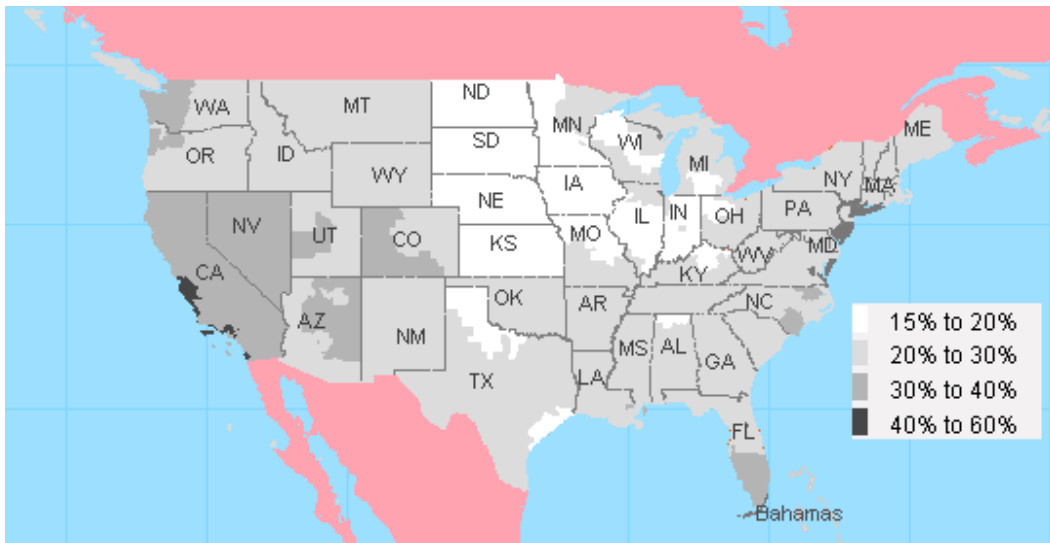 WA
MT
ND
MN
ME
OR
ID
SD
WI
MI
NY
MA
WY
IA
NE
IL
IN
OH
PA
NV
UT
CO
KS
MO
WV
MD
CA
KY
AZ
NM
OK
AR
NC
TX
LA
MS
AL
GA
FL
Bahamas
15% to 20%
20% to 30%
30% to 40%
40% to 60%